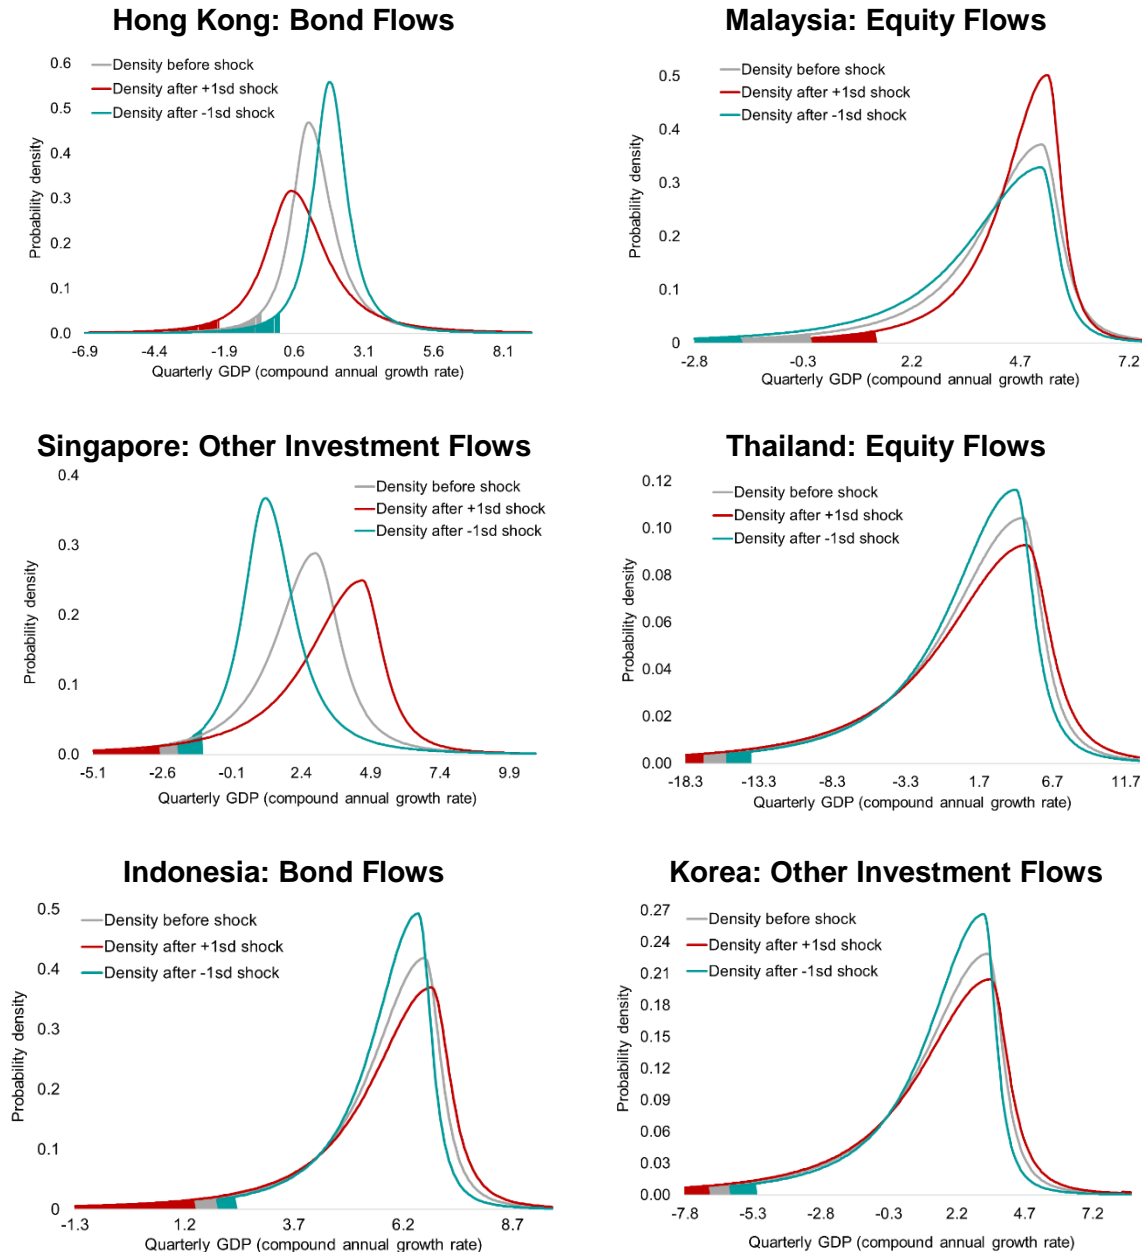 Hong Kong: Bond Flows
Density before shock
Density after +1sd shock
Density after -1sd shock
Probability density
0.6
0.5
0.4
0.3
0.2
0.1
0.0
-6.9 -4.4 -1.9 0.6 3.1 5.6 8.1
Quarterly GDP (compound annual growth rate)
Malaysia: Equity Flows
Density before shock
Density after +1sd shock
Density after -1sd shock
Probability density
0.5
0.4
0.3
0.2
0.1
0
-2.8 -0.3 2.2 4.7 7.2
Quarterly GDP (compound annual growth rate)
Singapore: Other Investment Flows
Density before shock
Density after +1sd shock
Density after -1sd shock
Probability density
0.4
0.3
0.2
0.1
0.0
-5.1 -2.6 -0.1 2.4 4.9 7.4 9.9
Quarterly GDP (compound annual growth rate)
Thailand: Equity Flows
Density before shock
Density after +1sd shock
Density after -1sd shock
Probability density
0.12
0.10
0.08
0.06
0.04
0.02
0.00
-18.3 -13.3 -8.3 -3.3 1.7 6.7 11.7
Quarterly GDP (compound annual growth rate)
Indonesia: Bond Flows
Density before shock
Density after +1sd shock
Density after -1sd shock
Probability density
0.5
0.4
0.3
0.2
0.1
0
-1.3 1.2 3.7 6.2 8.7
Quarterly GDP (compound annual growth rate)
Korea: Other Investment Flows
Density before shock
Density after +1sd shock
Density after -1sd shock
Probability density
0.27
0.24
0.21
0.18
0.15
0.12
0.09
0.06
0.03
0.00
-7.8 -5.3 -2.8 -0.3 2.2 4.7 7.2
Quarterly GDP (compound annual growth rate)